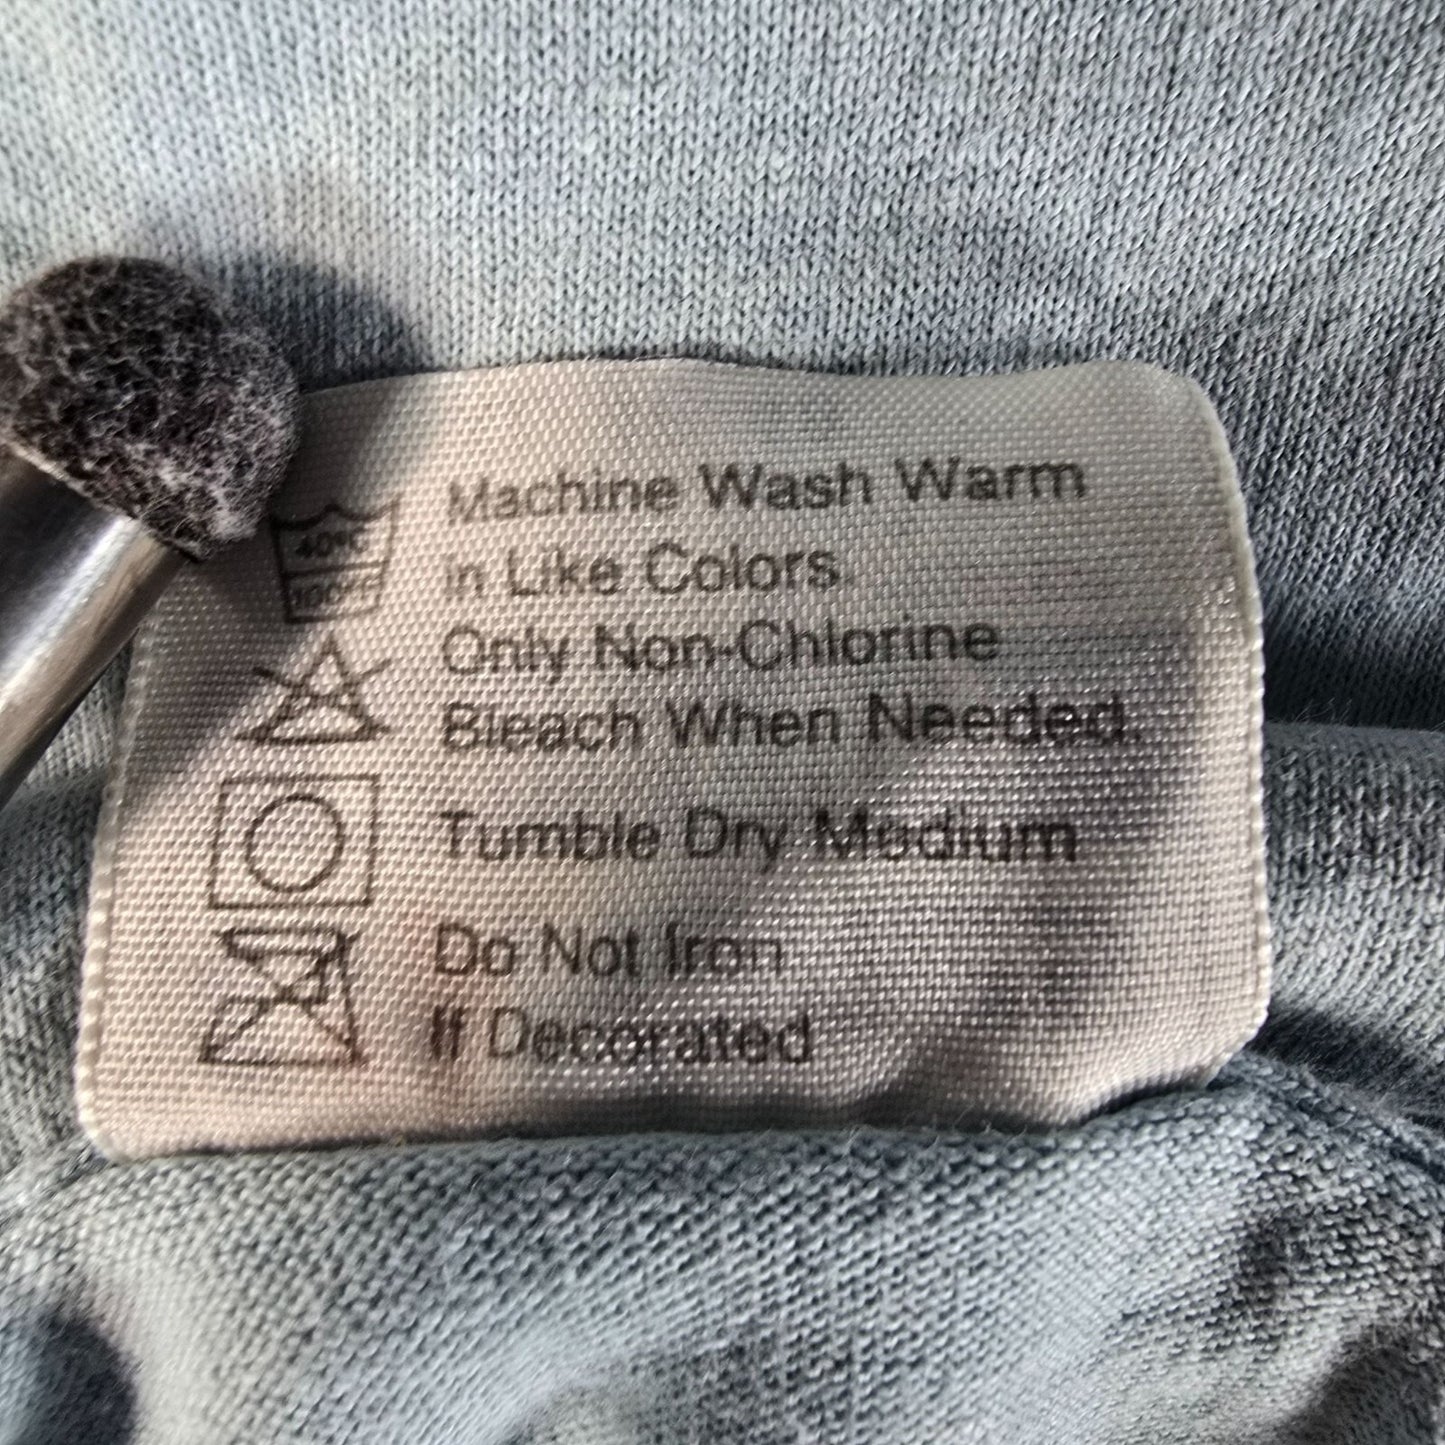 Machine Wash Warm
in Like Colors.
40°C
Only Non-Chlorine
Bleach When Needed.
Tumble Dry Medium
Do Not Iron
If Decorated